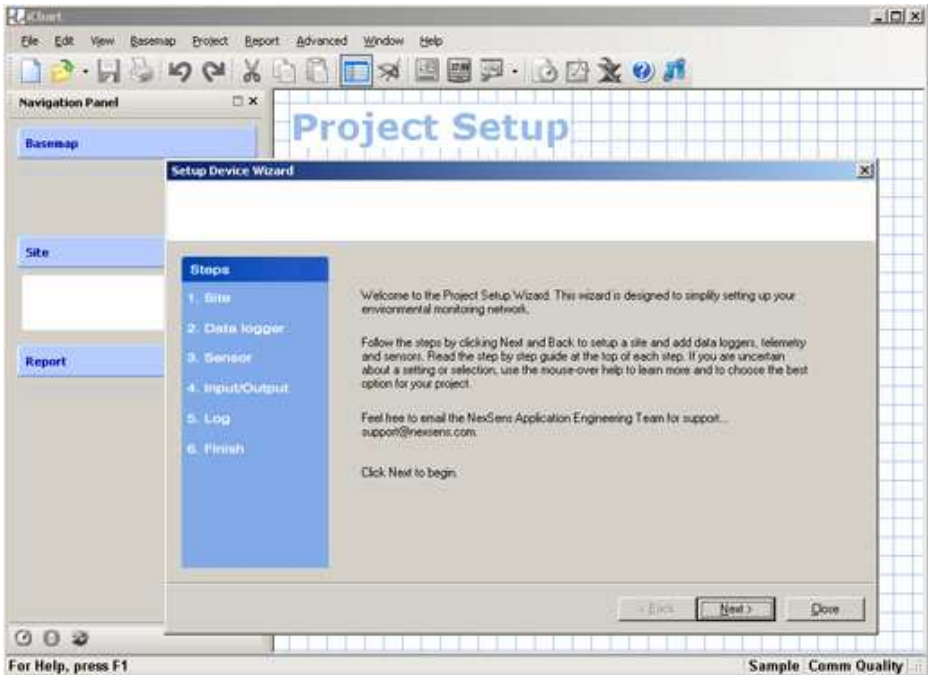 iChart
File Edit View Basemap Project Report Advanced Window Help
Navigation Panel
Project Setup
Basemap
Setup Device Wizard
Site
Steps
1. Site
2. Data logger
3. Sensor
4. Input/Output
5. Log
6. Finish
Welcome to the Project Setup Wizard. This wizard is designed to simplify setting up your
environmental monitoring network.
Follow the steps by clicking Next and Back to setup a site and add data loggers, telemetry
and sensors. Read the step by step guide at the top of each step. If you are uncertain
about a setting or selection, use the mouse-over help to learn more and to choose the best
option for your project.
Feel free to email the NexSens Application Engineering Team for support...
support@nexsens.com.
Click Next to begin.
Report
< Back Next > Close
For Help, press F1
Sample Comm Quality